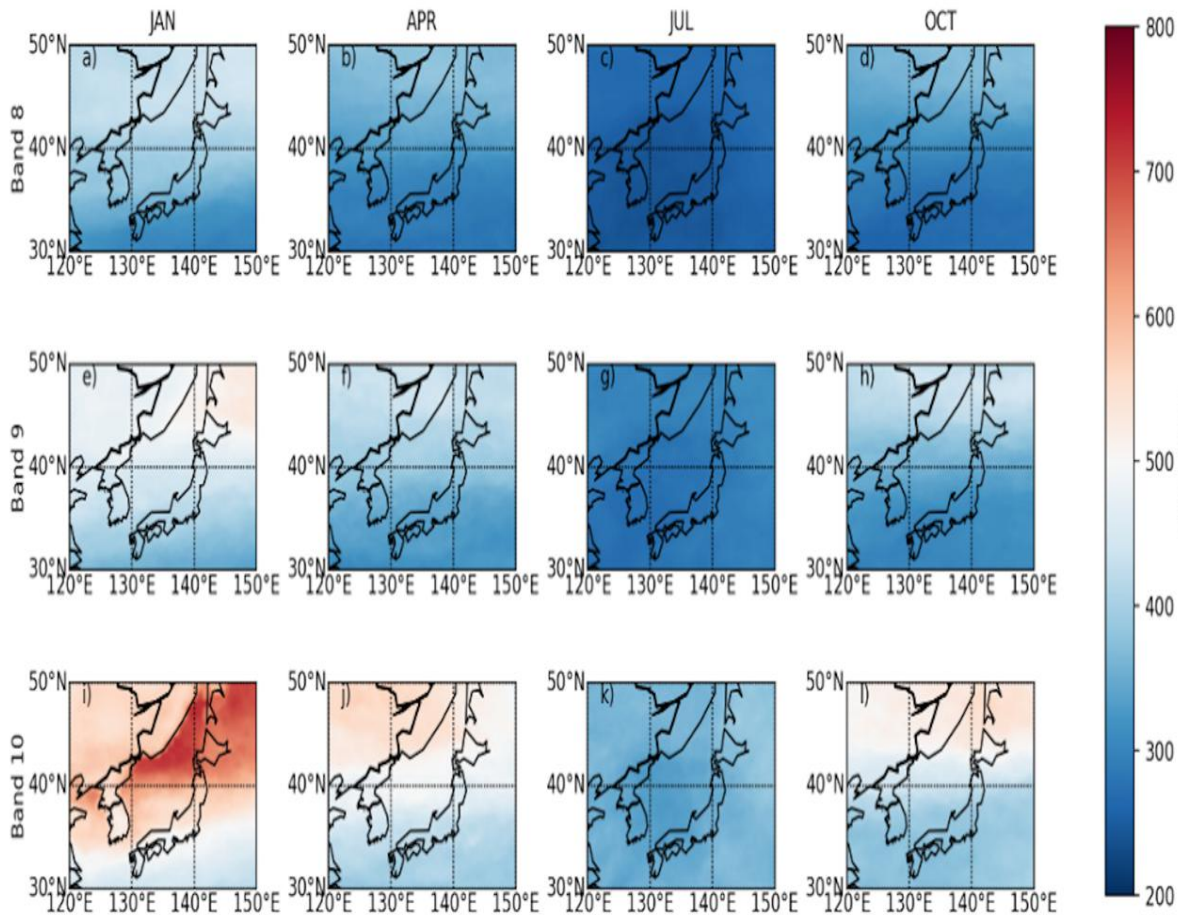 JAN APR JUL OCT
Band 8
50°N 40°N 30°N
a) b) c) d)
50°N 50°N 50°N 800
40°N 40°N 40°N 700
30°N 30°N 30°N
120°E 130°E 140°E 150°E 120°E 130°E 140°E 150°E 120°E 130°E 140°E 150°E 120°E 130°E 140°E 150°E
600
Band 9
50°N 50°N 50°N 50°N
e) f) g) h)
40°N 40°N 40°N 40°N 500
30°N 30°N 30°N 30°N
120°E 130°E 140°E 150°E 120°E 130°E 140°E 150°E 120°E 130°E 140°E 150°E 120°E 130°E 140°E 150°E
400
Band 10
50°N 50°N 50°N 50°N
i) j) k) l)
300
40°N 40°N 40°N 40°N
30°N 30°N 30°N 30°N 200
120°E 130°E 140°E 150°E 120°E 130°E 140°E 150°E 120°E 130°E 140°E 150°E 120°E 130°E 140°E 150°E